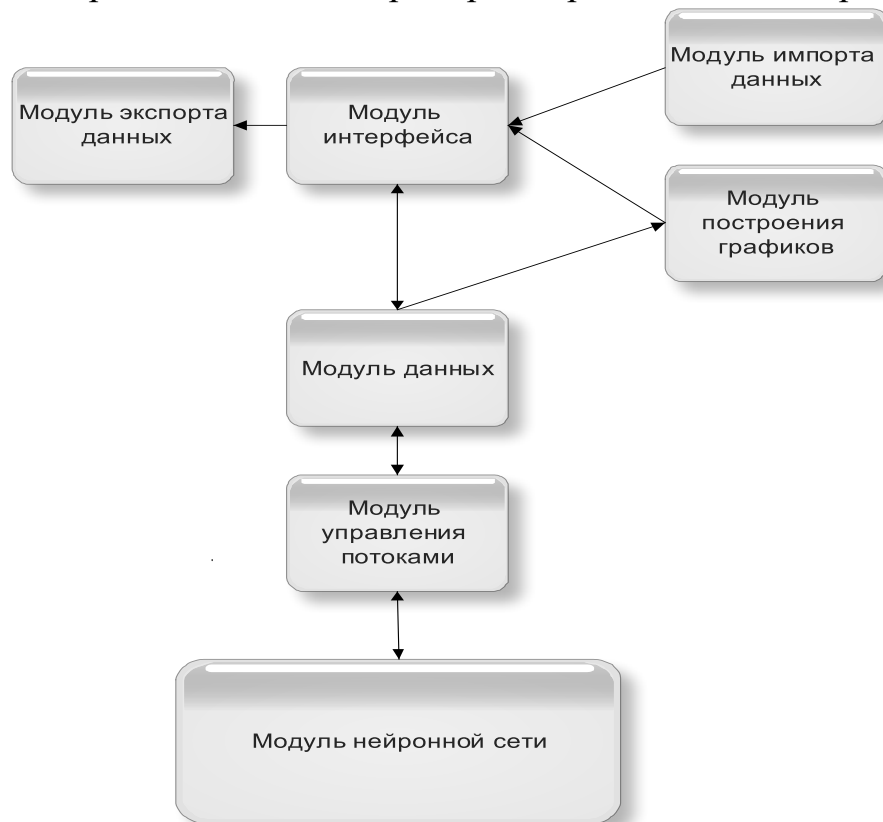 Модуль импорта
данных
Модуль экспорта
данных
Модуль
интерфейса
Модуль
построения
графиков
Модуль данных
Модуль
управления
потоками
Модуль нейронной сети